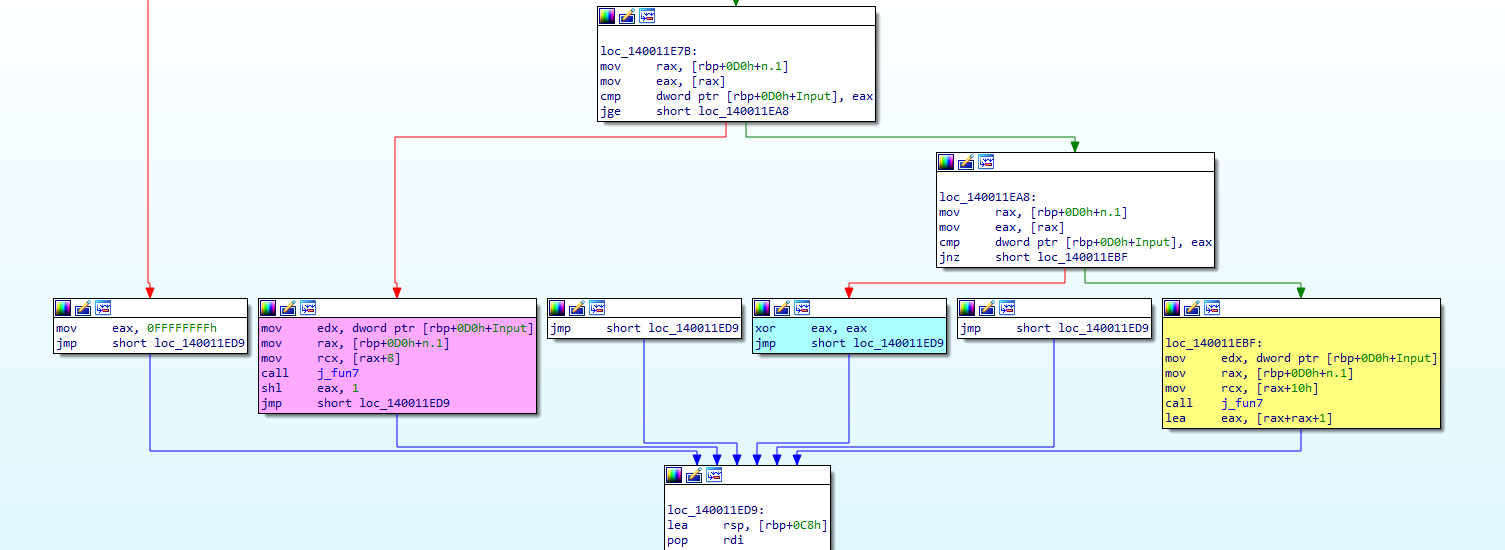 loc_140011E7B:
mov rax, [rbp+0D0h+n.1]
mov eax, [rax]
cmp dword ptr [rbp+0D0h+Input], eax
jge short loc_140011EA8
loc_140011EA8:
mov rax, [rbp+0D0h+n.1]
mov eax, [rax]
cmp dword ptr [rbp+0D0h+Input], eax
jnz short loc_140011EBF
mov eax, 0FFFFFFFFh
jmp short loc_140011ED9
mov edx, dword ptr [rbp+0D0h+Input]
mov rax, [rbp+0D0h+n.1]
mov rcx, [rax+8]
call j_fun7
shl eax, 1
jmp short loc_140011ED9
jmp short loc_140011ED9
xor eax, eax
jmp short loc_140011ED9
jmp short loc_140011ED9
loc_140011EBF:
mov edx, dword ptr [rbp+0D0h+Input]
mov rax, [rbp+0D0h+n.1]
mov rcx, [rax+10h]
call j_fun7
lea eax, [rax+rax+1]
loc_140011ED9:
lea rsp, [rbp+0C8h]
pop rdi